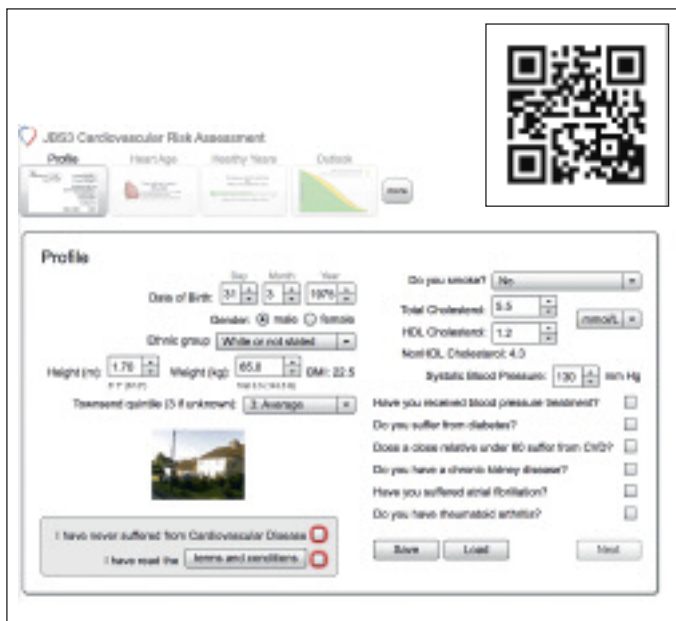 JBS3 Cardiovascular Risk Assessment
Profile Heart Age Healthy Years Outlook
more
Profile
Day Month Year
Date of Birth: 31 3 1975
Gender: male female
Ethnic group White or not stated
Height (m): 1.70 Weight (kg): 65.0 BMI: 22.5
Townsend quintile (3 if unknown): 3: Average
I have never suffered from Cardiovascular Disease
I have read the terms and conditions
Do you smoke? No
Total Cholesterol: 5.5
mmol/L
HDL Cholesterol: 1.2
NonHDL Cholesterol: 4.3
Systolic Blood Pressure: 130 mm Hg
Have you received blood pressure treatment?
Do you suffer from diabetes?
Does a close relative under 60 suffer from CVD?
Do you have a chronic kidney disease?
Have you suffered atrial fibrillation?
Do you have rheumatoid arthritis?
Save Load Next